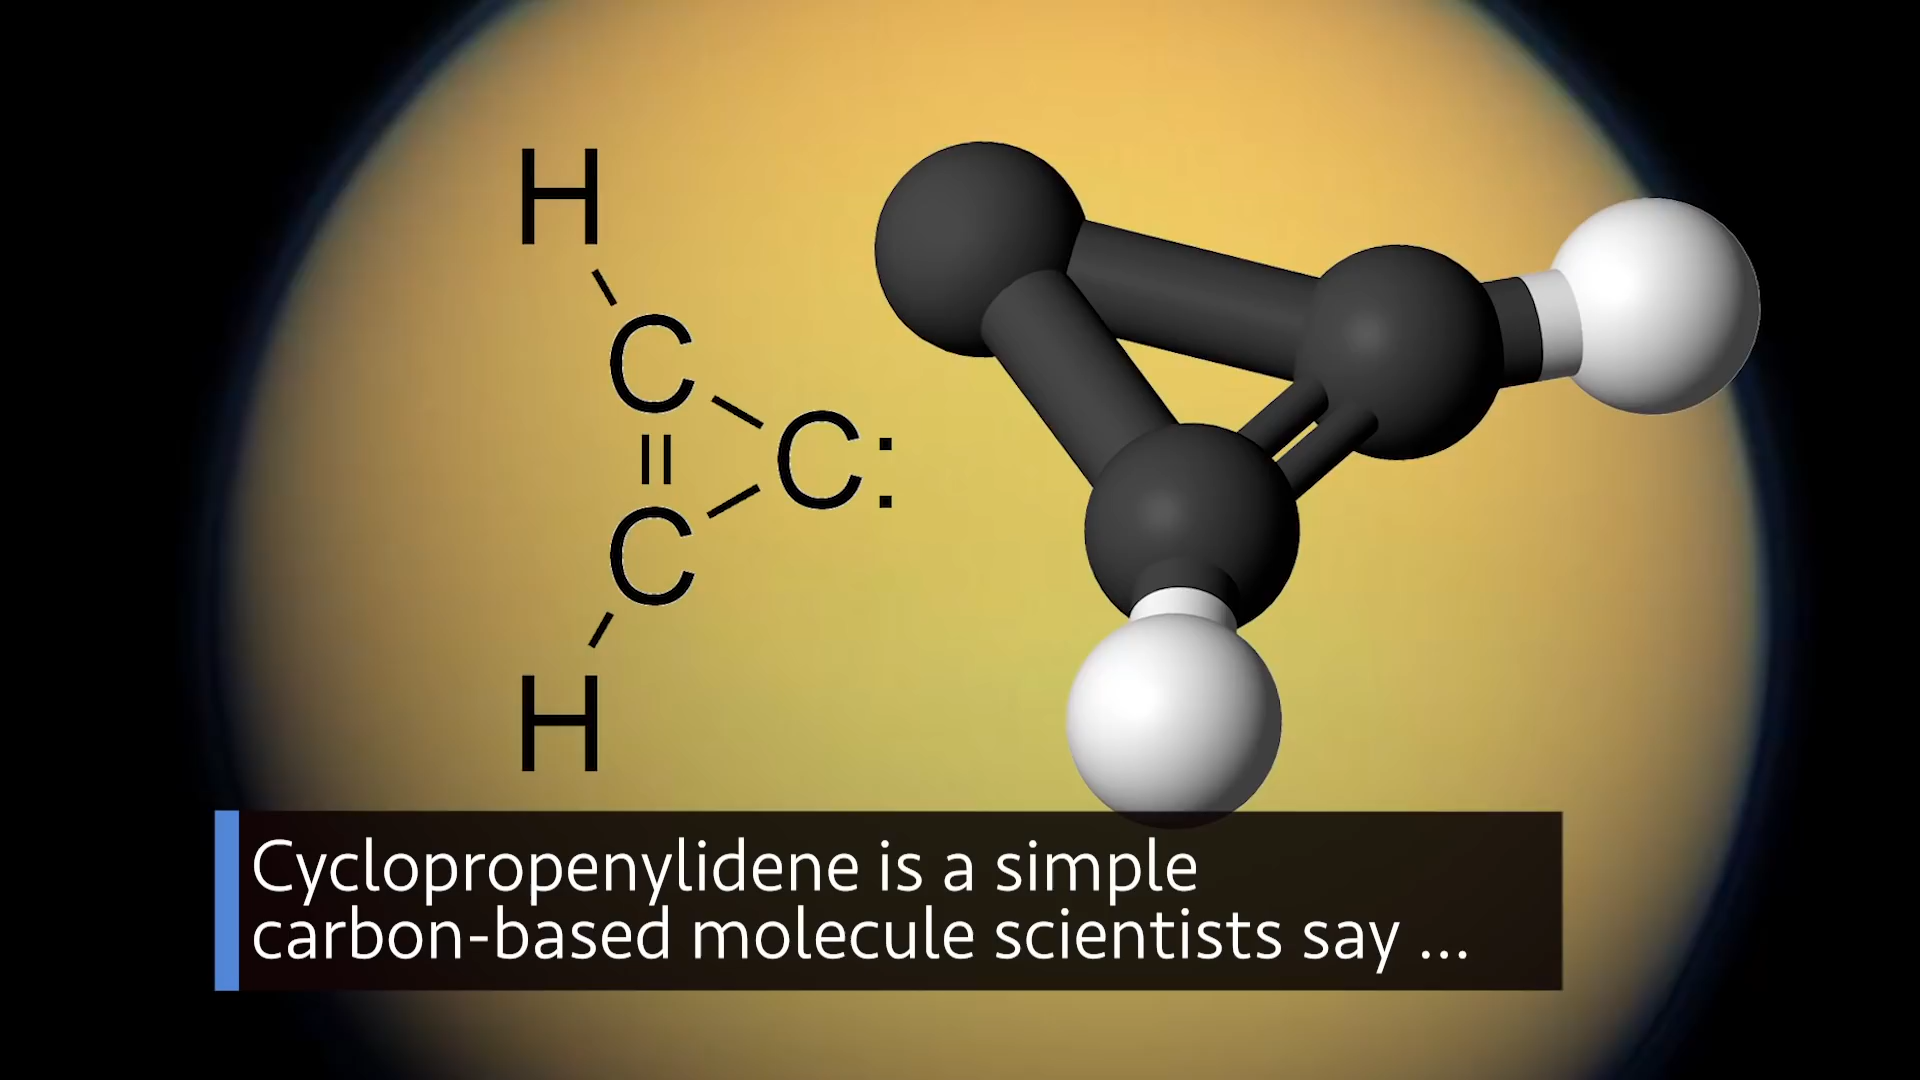 H
C
C:
C
H
Cyclopropenylidene is a simple
carbon-based molecule scientists say ...